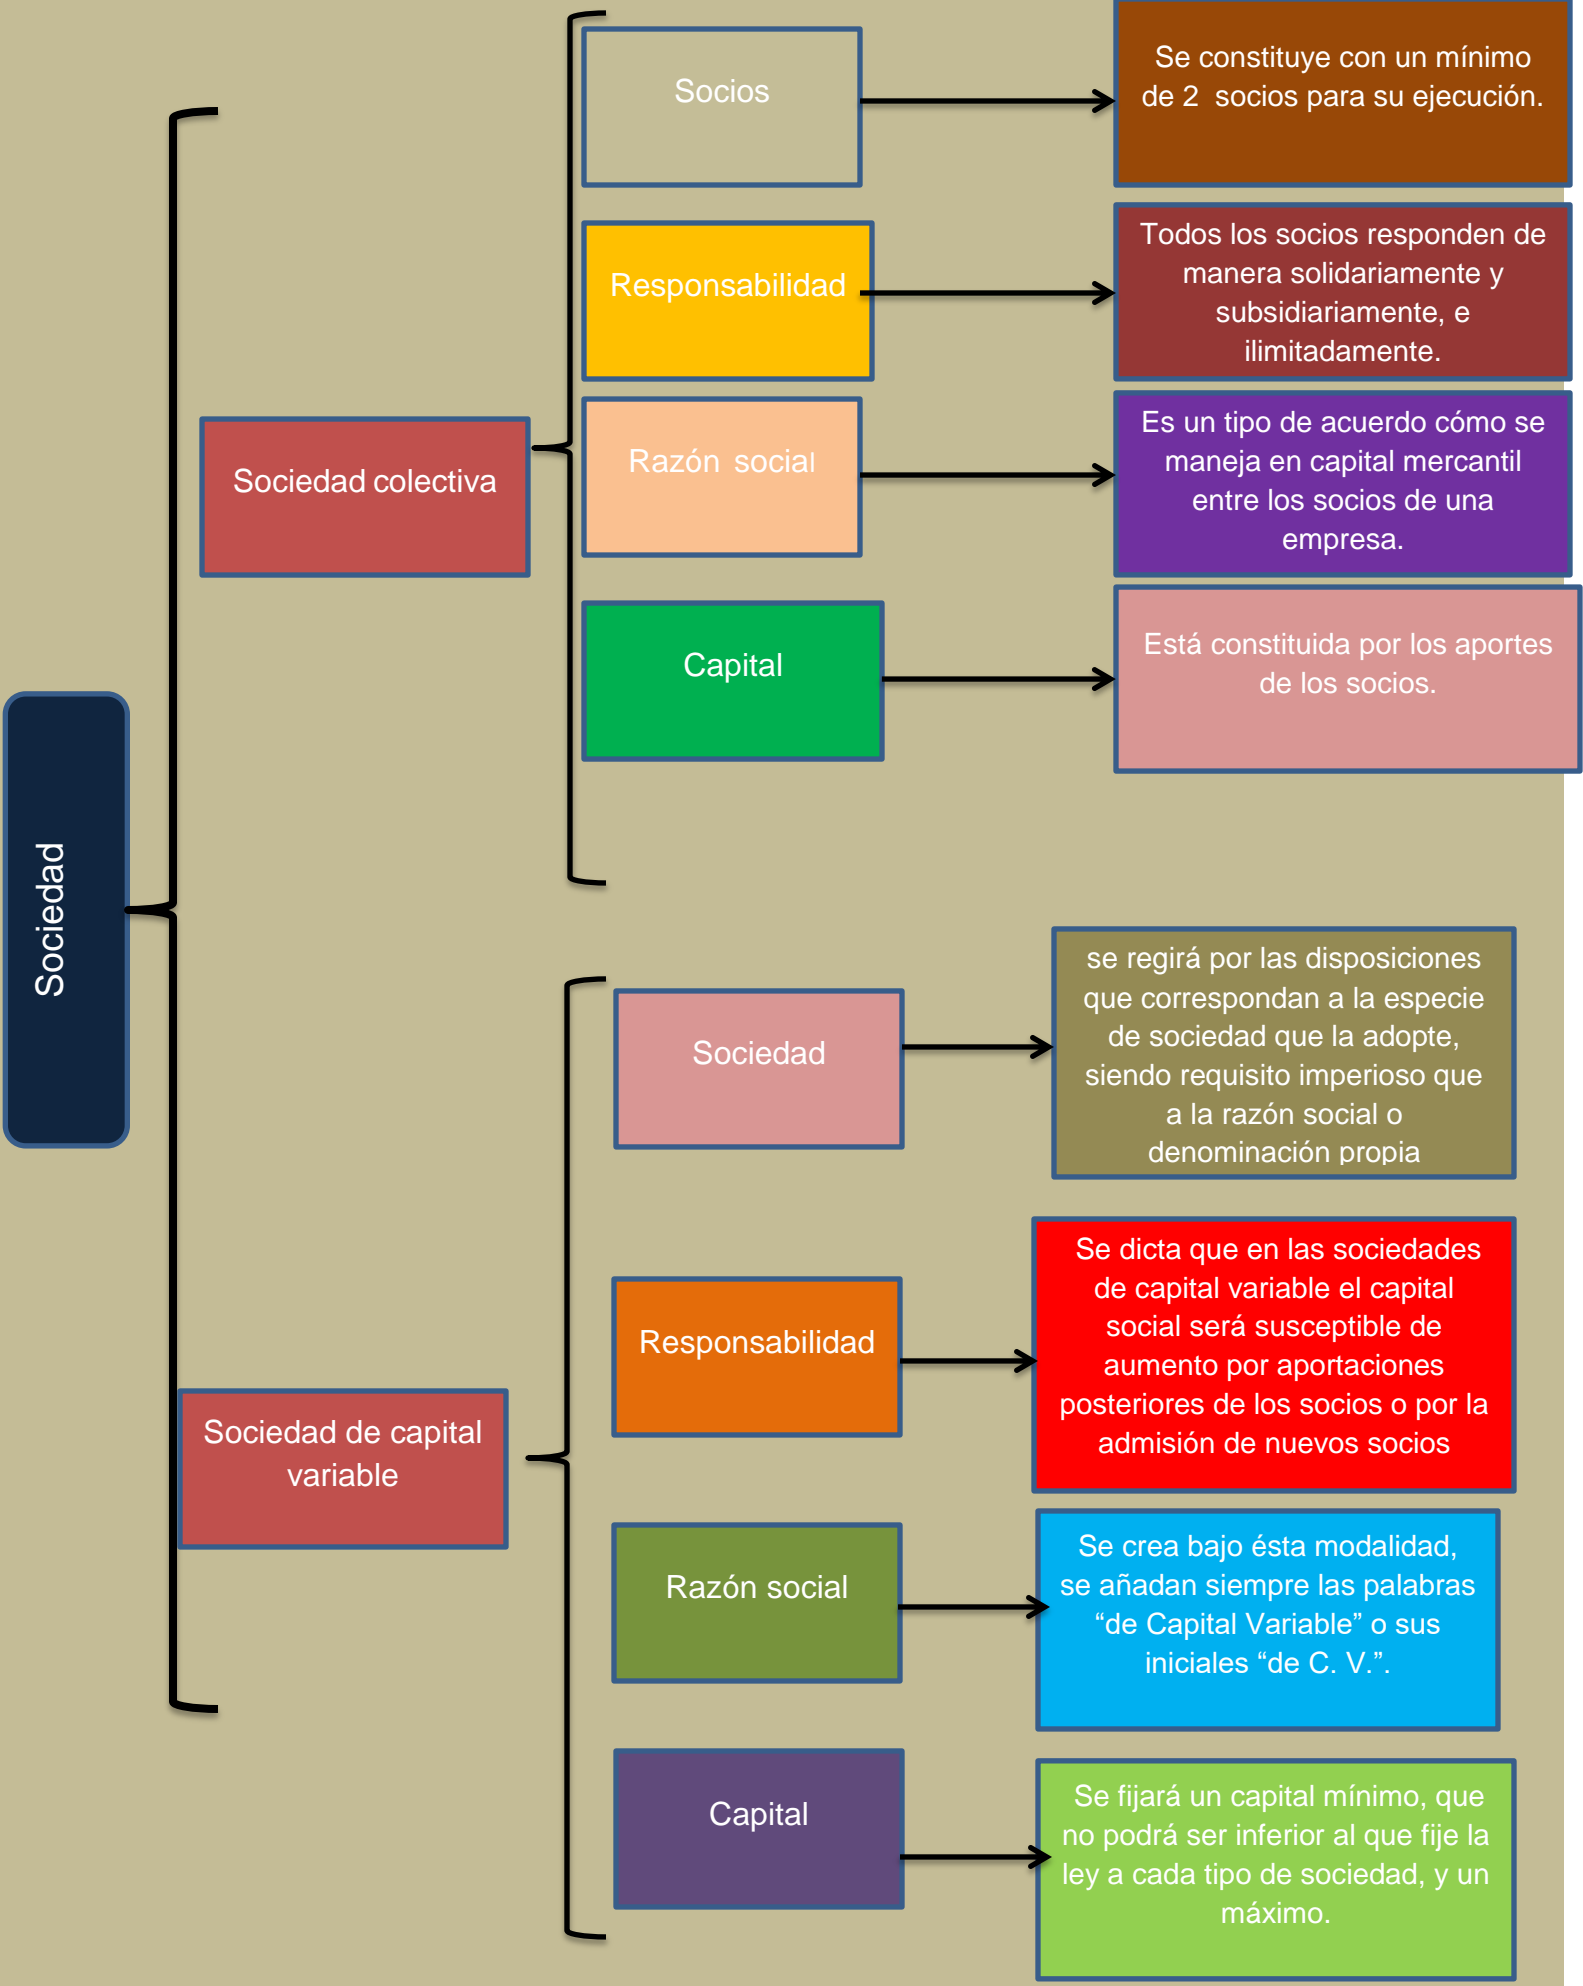 Sociedad
Sociedad colectiva
Socios
Se constituye con un mínimo
de 2 socios para su ejecución.
Responsabilidad
Todos los socios responden de
manera solidariamente y
subsidiariamente, e
ilimitadamente.
Razón social
Es un tipo de acuerdo cómo se
maneja en capital mercantil
entre los socios de una
empresa.
Capital
Está constituida por los aportes
de los socios.
Sociedad de capital
variable
Sociedad
se regirá por las disposiciones
que correspondan a la especie
de sociedad que la adopte,
siendo requisito imperioso que
a la razón social o
denominación propia
Responsabilidad
Se dicta que en las sociedades
de capital variable el capital
social será susceptible de
aumento por aportaciones
posteriores de los socios o por la
admisión de nuevos socios
Razón social
Se crea bajo ésta modalidad,
se añadan siempre las palabras
“de Capital Variable” o sus
iniciales “de C. V.”.
Capital
Se fijará un capital mínimo, que
no podrá ser inferior al que fije la
ley a cada tipo de sociedad, y un
máximo.